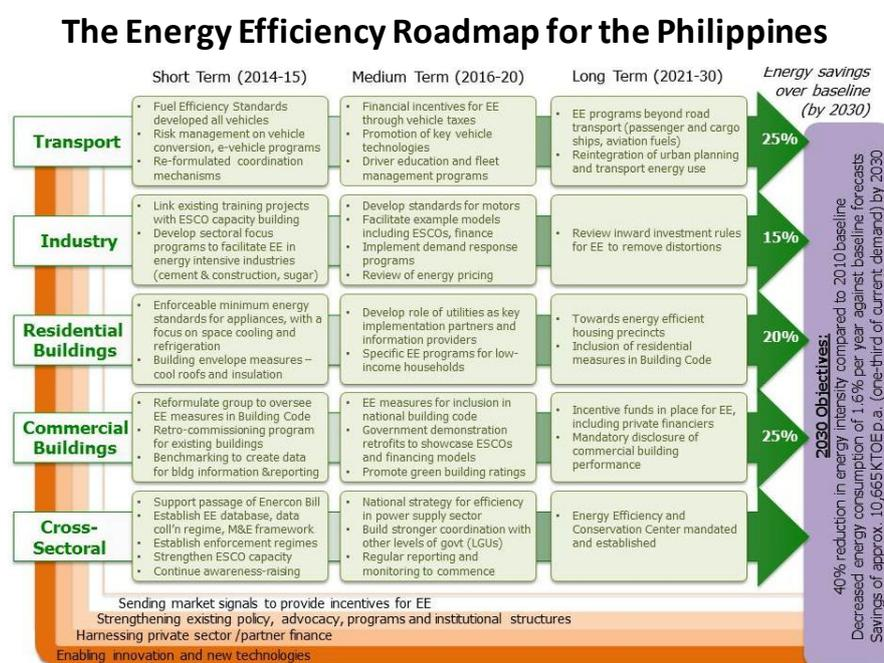 The Energy Efficiency Roadmap for the Philippines
Short Term (2014-15)
Medium Term (2016-20)
Long Term (2021-30)
Energy savings
over baseline
(by 2030)
Transport
• Fuel Efficiency Standards
developed all vehicles
• Risk management on vehicle
conversion, e-vehicle programs
• Re-formulated coordination
mechanisms
• Financial incentives for EE
through vehicle taxes
• Promotion of key vehicle
technologies
• Driver education and fleet
management programs
• EE programs beyond road
transport (passenger and cargo
ships, aviation fuels)
• Reintegration of urban planning
and transport energy use
25%
Industry
• Link existing training projects
with ESCO capacity building
• Develop sectoral focus
programs to facilitate EE in
energy intensive industries
(cement & construction, sugar)
• Develop standards for motors
• Facilitate example models
including ESCOs, finance
• Implement demand response
programs
• Review of energy pricing
• Review inward investment rules
for EE to remove distortions
15%
Residential
Buildings
• Enforceable minimum energy
standards for appliances, with a
focus on space cooling and
refrigeration
• Building envelope measures –
cool roofs and insulation
• Develop role of utilities as key
implementation partners and
information providers
• Specific EE programs for low-
income households
• Towards energy efficient
housing precincts
• Inclusion of residential
measures in Building Code
20%
Commercial
Buildings
• Reformulate group to oversee
EE measures in Building Code
• Retro-commissioning program
for existing buildings
• Benchmarking to create data
for bldg information &reporting
• EE measures for inclusion in
national building code
• Government demonstration
retrofits to showcase ESCOs
and financing models
• Promote green building ratings
• Incentive funds in place for EE,
including private financiers
• Mandatory disclosure of
commercial building
performance
25%
Cross-
Sectoral
• Support passage of Enercon Bill
• Establish EE database, data
coll'n regime, M&E framework
• Establish enforcement regimes
• Strengthen ESCO capacity
• Continue awareness-raising
• National strategy for efficiency
in power supply sector
• Build stronger coordination with
other levels of govt (LGUs)
• Regular reporting and
monitoring to commence
• Energy Efficiency and
Conservation Center mandated
and established
2030 Objectives:
40% reduction in energy intensity compared to 2010 baseline
Decreased energy consumption of 1.6% per year against baseline forecasts
Savings of approx. 10,665KTOE p.a. (one-third of current demand) by 2030
Sending market signals to provide incentives for EE
Strengthening existing policy, advocacy, programs and institutional structures
Harnessing private sector /partner finance
Enabling innovation and new technologies